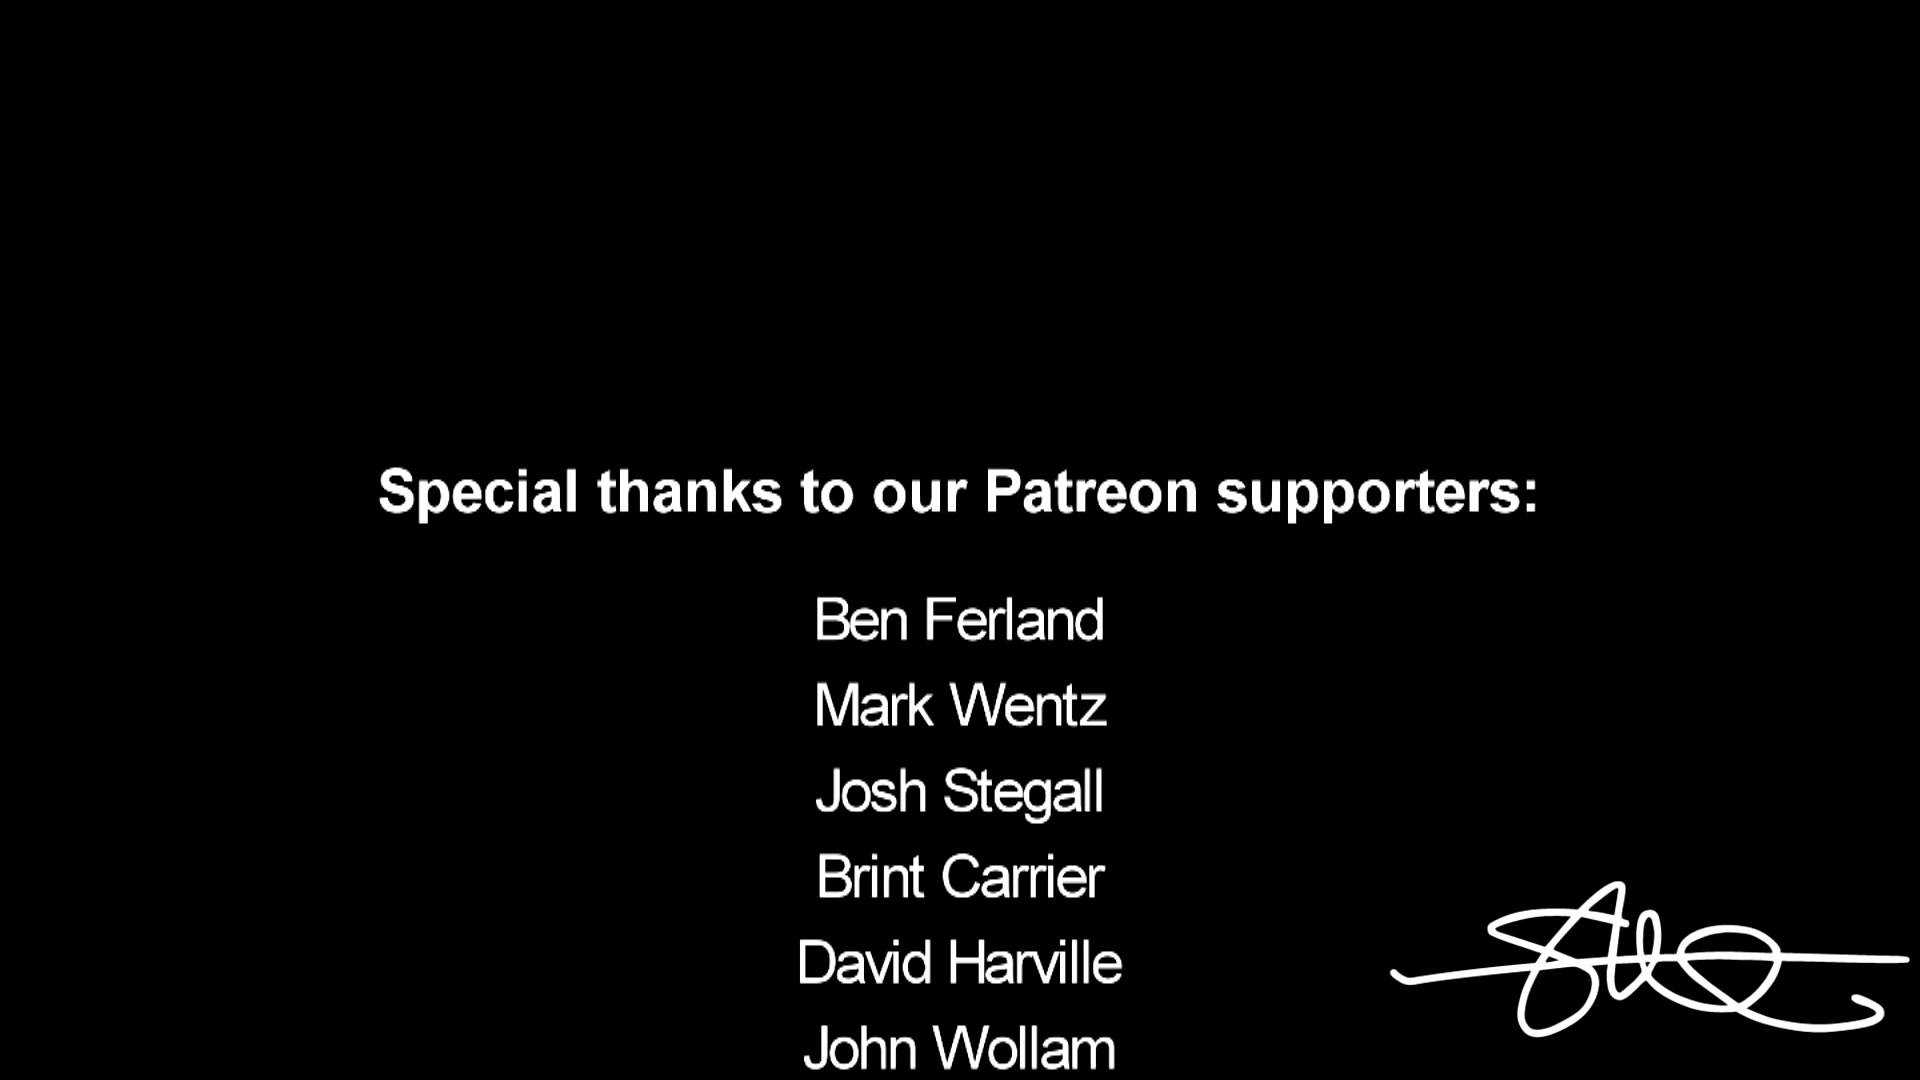 Special thanks to our Patreon supporters:
Ben Ferland
Mark Wentz
Josh Stegall
Brint Carrier
David Harville
John Wollam